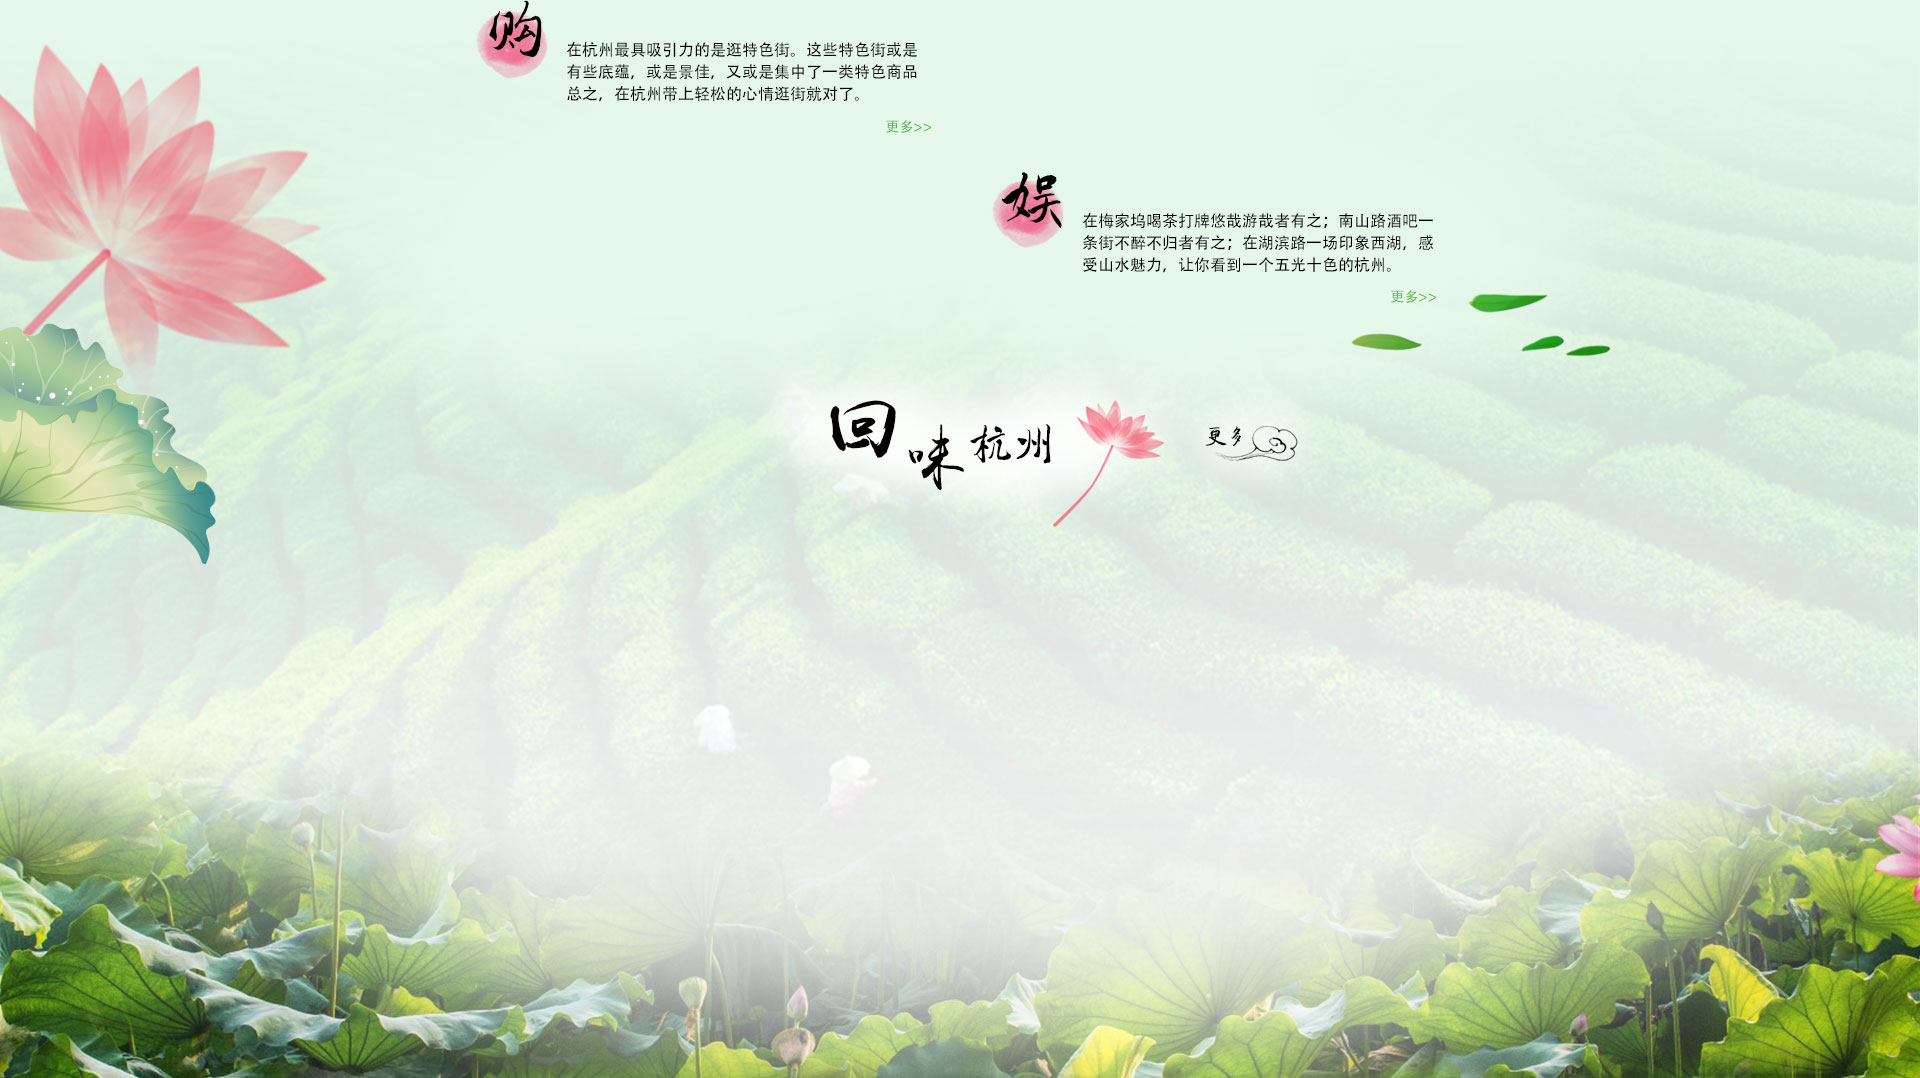 购
在杭州最具吸引力的是逛特色街。这些特色街或是
有些底蕴，或是景佳，又或是集中了一类特色商品
总之，在杭州带上轻松的心情逛街就对了。
更多>>
娱
在梅家坞喝茶打牌悠哉游哉者有之；南山路酒吧一
条街不醉不归者有之；在湖滨路一场印象西湖，感
受山水魅力，让你看到一个五光十色的杭州。
更多>>
回味杭州
更多